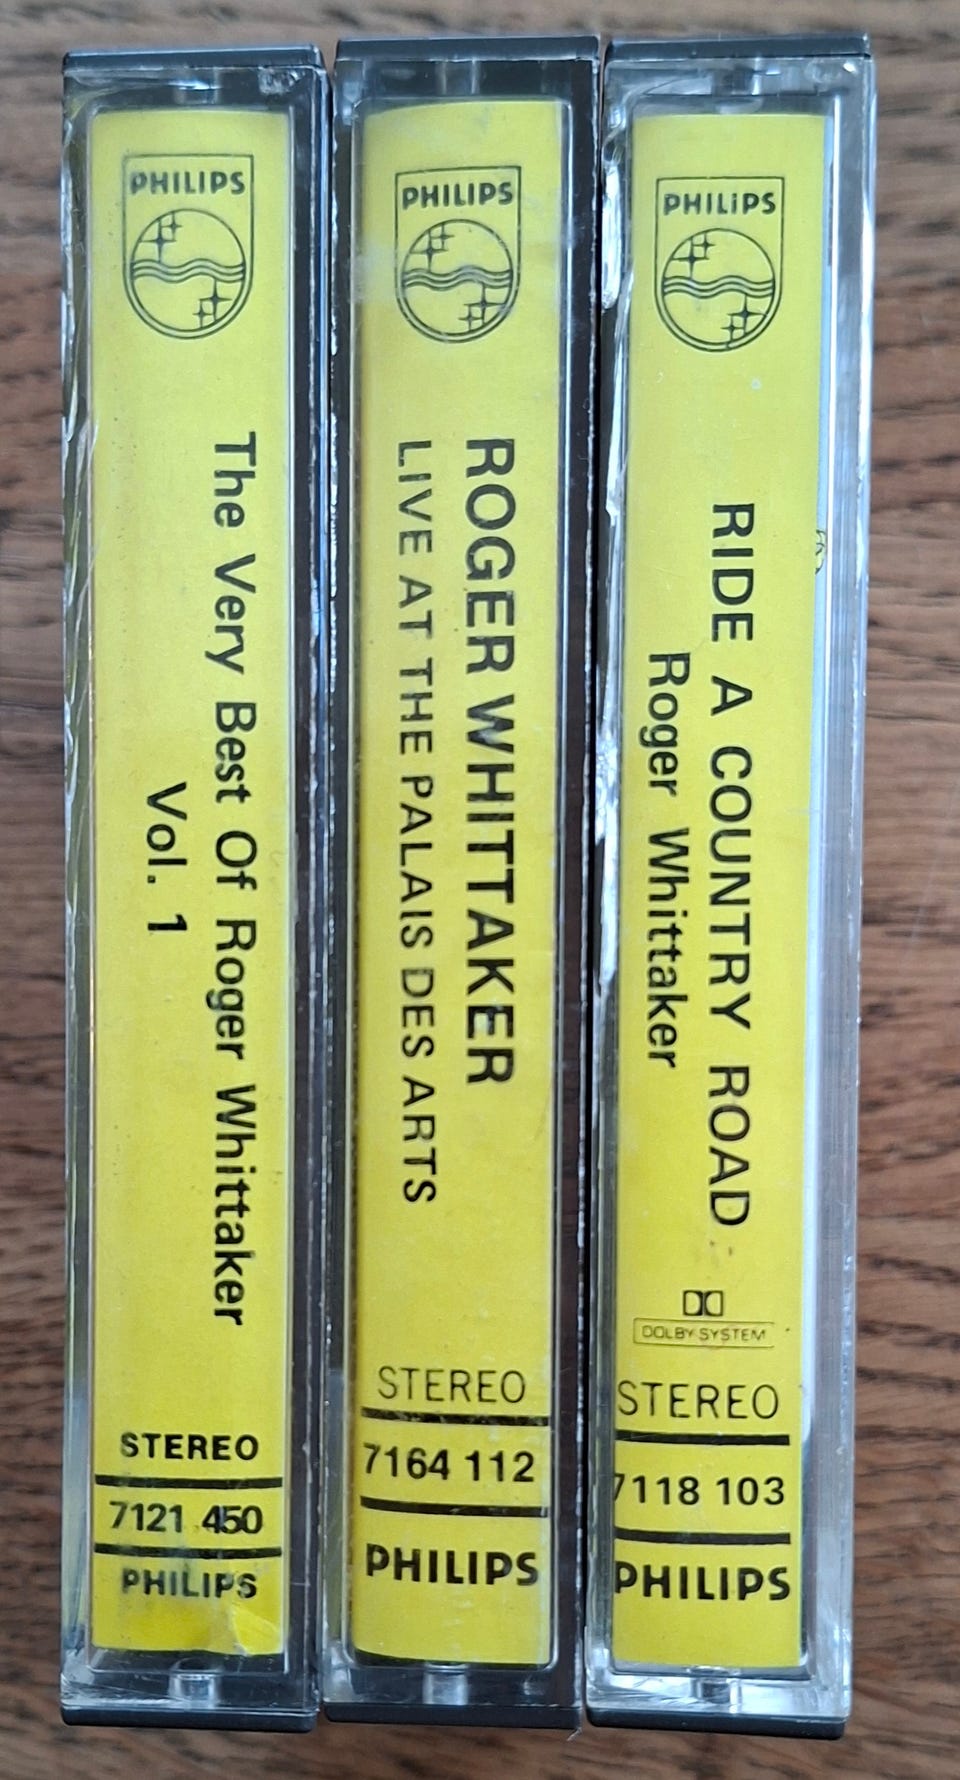 PHILIPS
The Very Best Of Roger Whittaker
Vol. 1
STEREO
7121 450
PHILIPS
PHILIPS
ROGER WHITTAKER
LIVE AT THE PALAIS DES ARTS
STEREO
7164 112
PHILIPS
PHILIPS
RIDE A COUNTRY ROAD
Roger Whittaker
DOLBY SYSTEM
STEREO
7118 103
PHILIPS